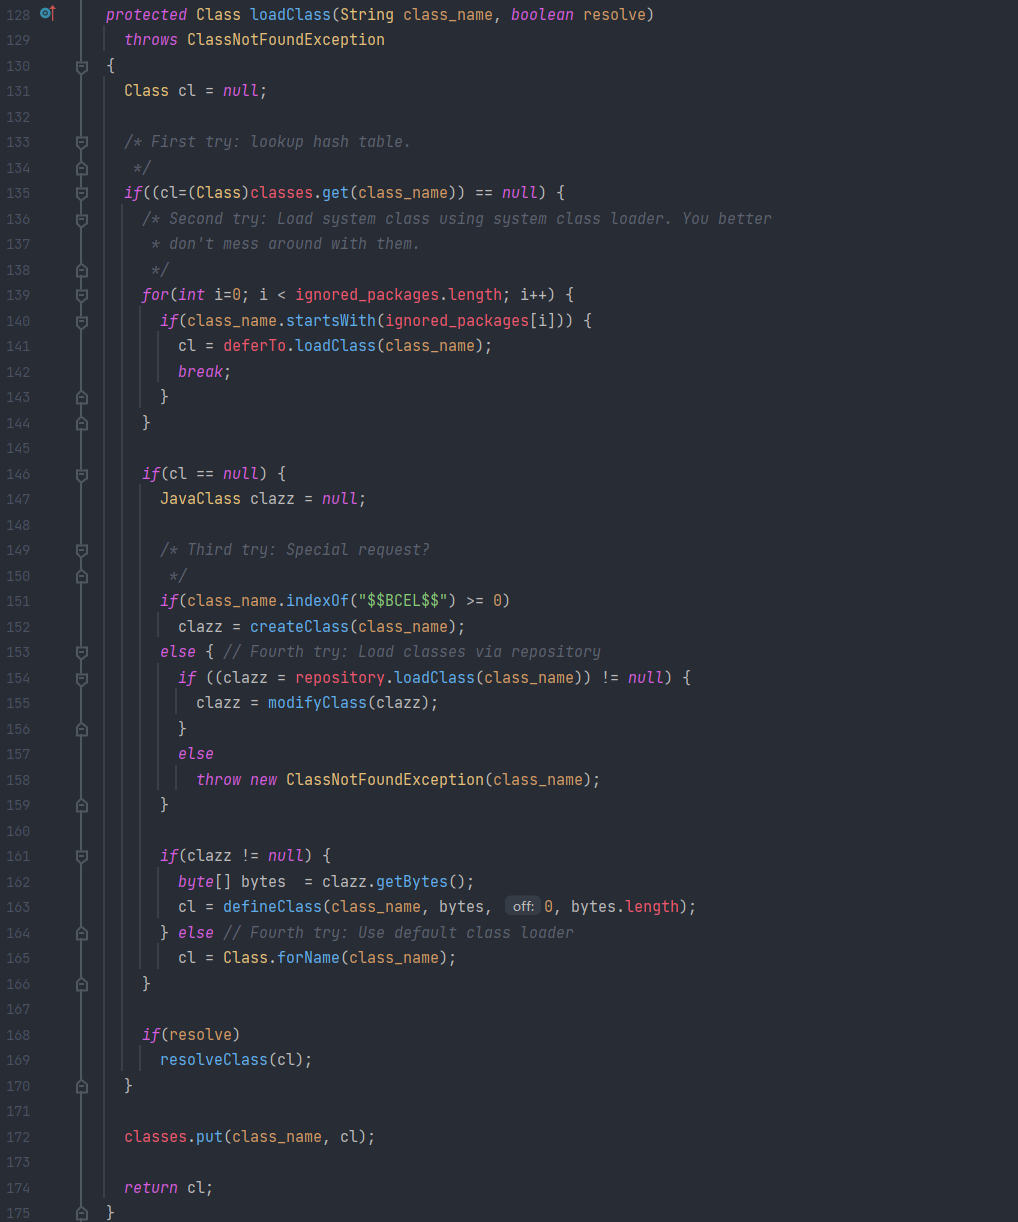 128 protected Class loadClass(String class_name, boolean resolve)
129 throws ClassNotFoundException
130 {
131 Class cl = null;
132
133 /* First try: lookup hash table.
134 */
135 if((cl=(Class)classes.get(class_name)) == null) {
136 /* Second try: Load system class using system class loader. You better
137 * don't mess around with them.
138 */
139 for(int i=0; i < ignored_packages.length; i++) {
140 if(class_name.startsWith(ignored_packages[i])) {
141 cl = deferTo.loadClass(class_name);
142 break;
143 }
144 }
145
146 if(cl == null) {
147 JavaClass clazz = null;
148
149 /* Third try: Special request?
150 */
151 if(class_name.indexOf("$$BCEL$$") >= 0)
152 clazz = createClass(class_name);
153 else { // Fourth try: Load classes via repository
154 if ((clazz = repository.loadClass(class_name)) != null) {
155 clazz = modifyClass(clazz);
156 }
157 else
158 throw new ClassNotFoundException(class_name);
159 }
160
161 if(clazz != null) {
162 byte[] bytes  = clazz.getBytes();
163 cl = defineClass(class_name, bytes, off: 0, bytes.length);
164 } else // Fourth try: Use default class loader
165 cl = Class.forName(class_name);
166 }
167
168 if(resolve)
169 resolveClass(cl);
170 }
171
172 classes.put(class_name, cl);
173
174 return cl;
175 }